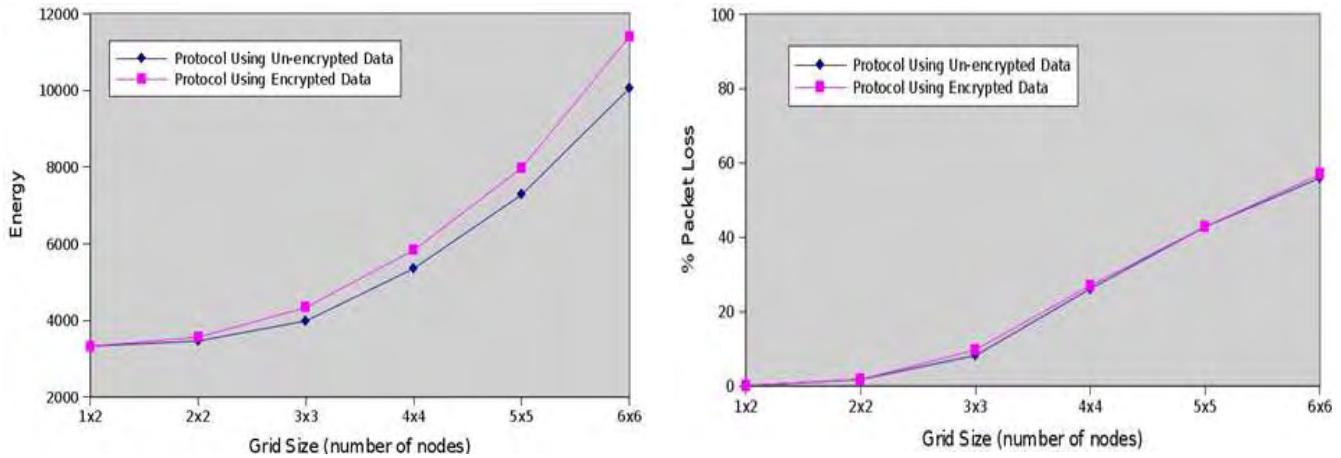 12000
10000
8000
6000
4000
2000
Energy
Protocol Using Un-encrypted Data
Protocol Using Encrypted Data
1x2 2x2 3x3 4x4 5x5 6x6
Grid Size (number of nodes)
100
80
60
40
20
0
% Packet Loss
Protocol Using Un-encrypted Data
Protocol Using Encrypted Data
1x2 2x2 3x3 4x4 5x5 6x6
Grid Size (number of nodes)